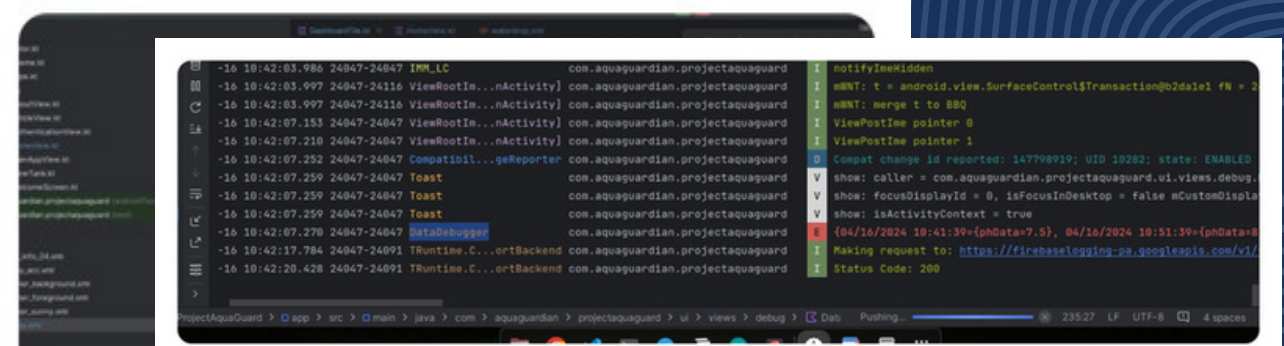 -16 10:42:03.986 24047-24047 IMM_LC com.aquaguardian.projectaquaguard I notifyImeHidden
-16 10:42:03.997 24047-24116 ViewRootIm...nActivity] com.aquaguardian.projectaquaguard I mWNT: t = android.view.SurfaceControl$Transaction@b2da1e1 fN = 2
-16 10:42:03.997 24047-24116 ViewRootIm...nActivity] com.aquaguardian.projectaquaguard I mWNT: merge t to BBQ
-16 10:42:07.153 24047-24047 ViewRootIm...nActivity] com.aquaguardian.projectaquaguard I ViewPostIme pointer 0
-16 10:42:07.210 24047-24047 ViewRootIm...nActivity] com.aquaguardian.projectaquaguard I ViewPostIme pointer 1
-16 10:42:07.252 24047-24047 Compatibil...geReporter com.aquaguardian.projectaquaguard D Compat change id reported: 147798919; UID 10282; state: ENABLED
-16 10:42:07.259 24047-24047 Toast com.aquaguardian.projectaquaguard V show: caller = com.aquaguardian.projectaquaguard.ui.views.debug.
-16 10:42:07.259 24047-24047 Toast com.aquaguardian.projectaquaguard V show: focusDisplayId = 0, isFocusInDesktop = false mCustomDispla
-16 10:42:07.259 24047-24047 Toast com.aquaguardian.projectaquaguard V show: isActivityContext = true
-16 10:42:07.270 24047-24047 DataDebugger com.aquaguardian.projectaquaguard E {04/16/2024 10:41:39={phData=7.5}, 04/16/2024 10:51:39={phData=8
-16 10:42:17.784 24047-24091 TRuntime.C...ortBackend com.aquaguardian.projectaquaguard I Making request to: https://firebaselogging-pa.googleapis.com/v1/
-16 10:42:20.428 24047-24091 TRuntime.C...ortBackend com.aquaguardian.projectaquaguard I Status Code: 200
ProjectAquaGuard > app > src > main > java > com > aquaguardian > projectaquaguard > ui > views > debug > Dat Pushing... 235:27 LF UTF-8 4 spaces